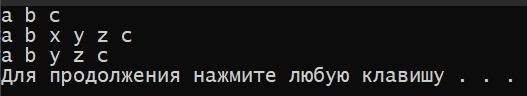 a b c
a b x y z c
a b y z c
Для продолжения нажмите любую клавишу . . .